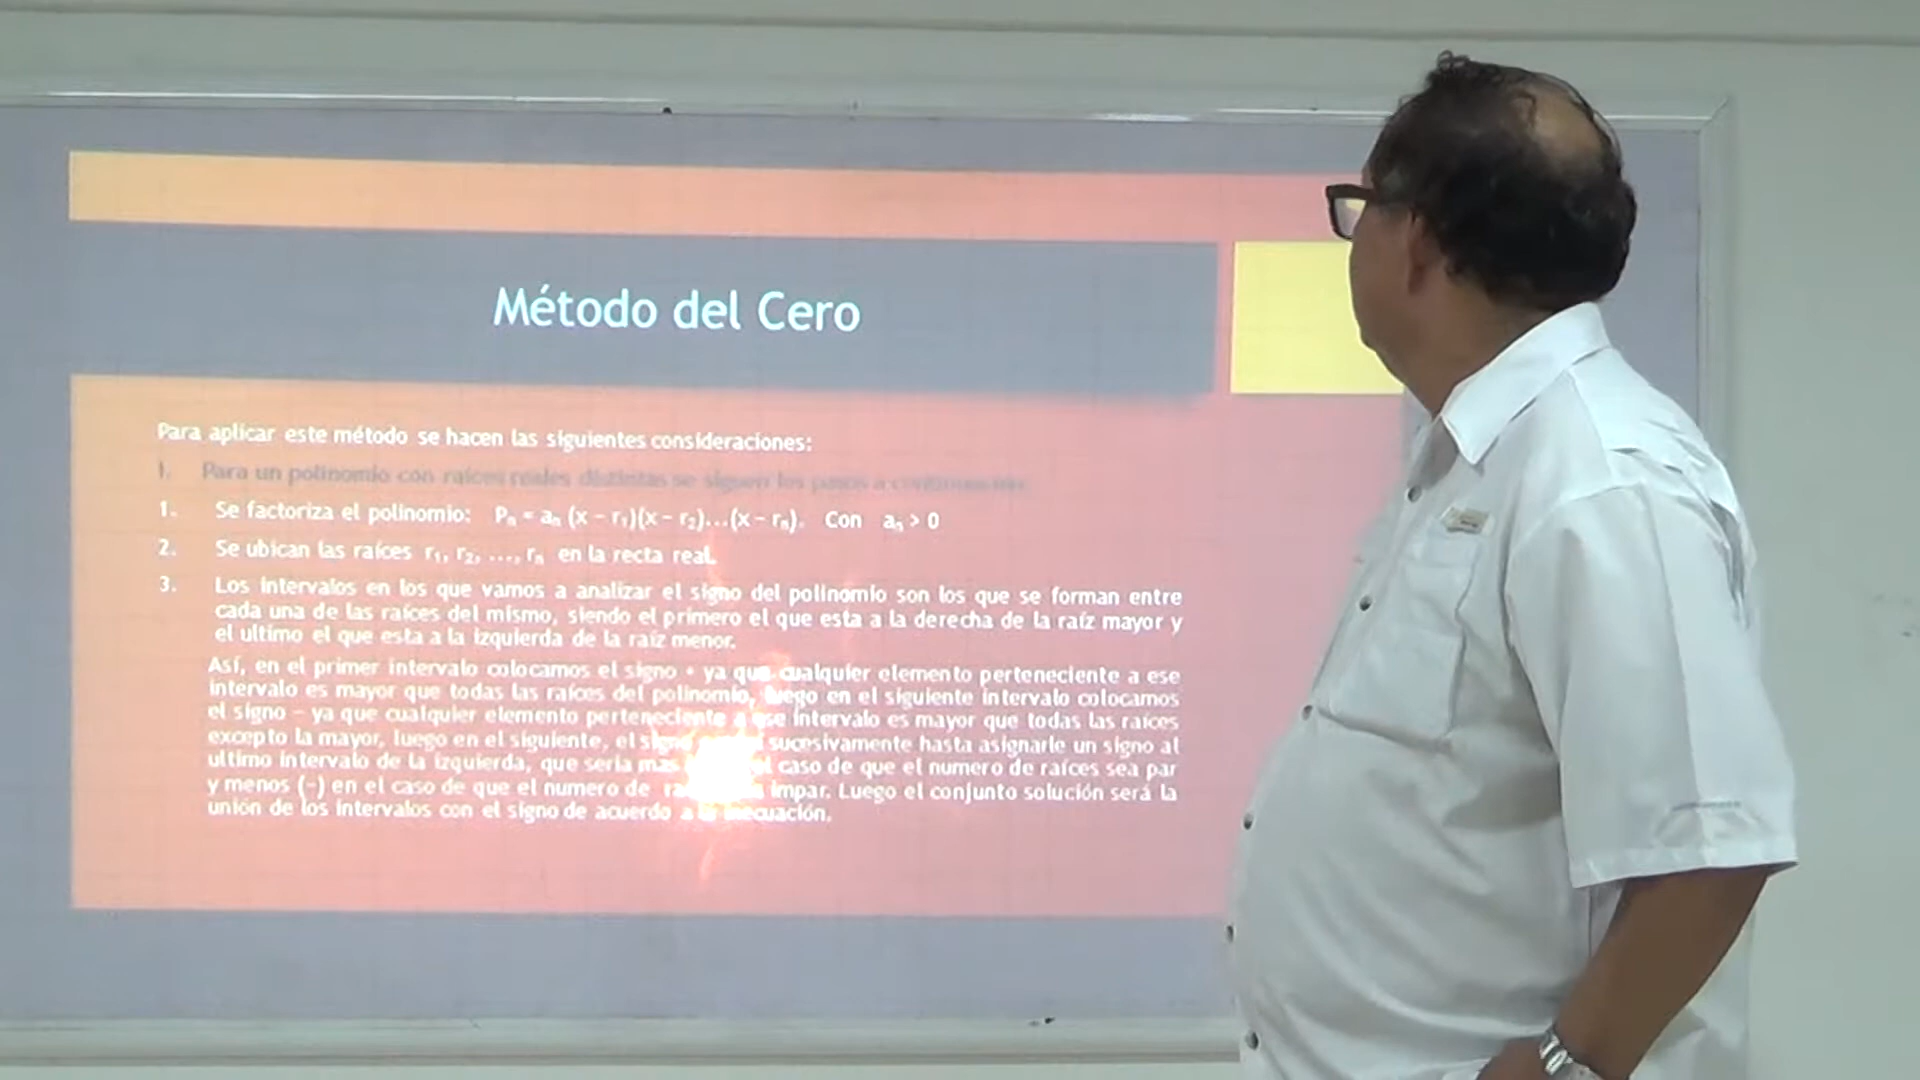 Método del Cero
Para aplicar este método se hacen las siguientes consideraciones:
I. Para un polinomio con raíces reales distintas se siguen los pasos a continuación
1. Se factoriza el polinomio: Pₙ = aₙ (x – r₁)(x – r₂)...(x – rₙ). Con aₙ > 0
2. Se ubican las raíces r₁, r₂, ..., rₙ en la recta real.
3. Los intervalos en los que vamos a analizar el signo del polinomio son los que se forman entre
cada una de las raíces del mismo, siendo el primero el que esta a la derecha de la raíz mayor y
el ultimo el que esta a la izquierda de la raíz menor.
Así, en el primer intervalo colocamos el signo + ya que cualquier elemento perteneciente a ese
intervalo es mayor que todas las raíces del polinomio, luego en el siguiente intervalo colocamos
el signo – ya que cualquier elemento perteneciente a ese intervalo es mayor que todas las raíces
excepto la mayor, luego en el siguiente, el signo sucesivamente hasta asignarle un signo al
ultimo intervalo de la izquierda, que seria mas caso de que el numero de raíces sea par
y menos (-) en el caso de que el numero de impar. Luego el conjunto solución será la
unión de los intervalos con el signo de acuerdo a la inecuación.